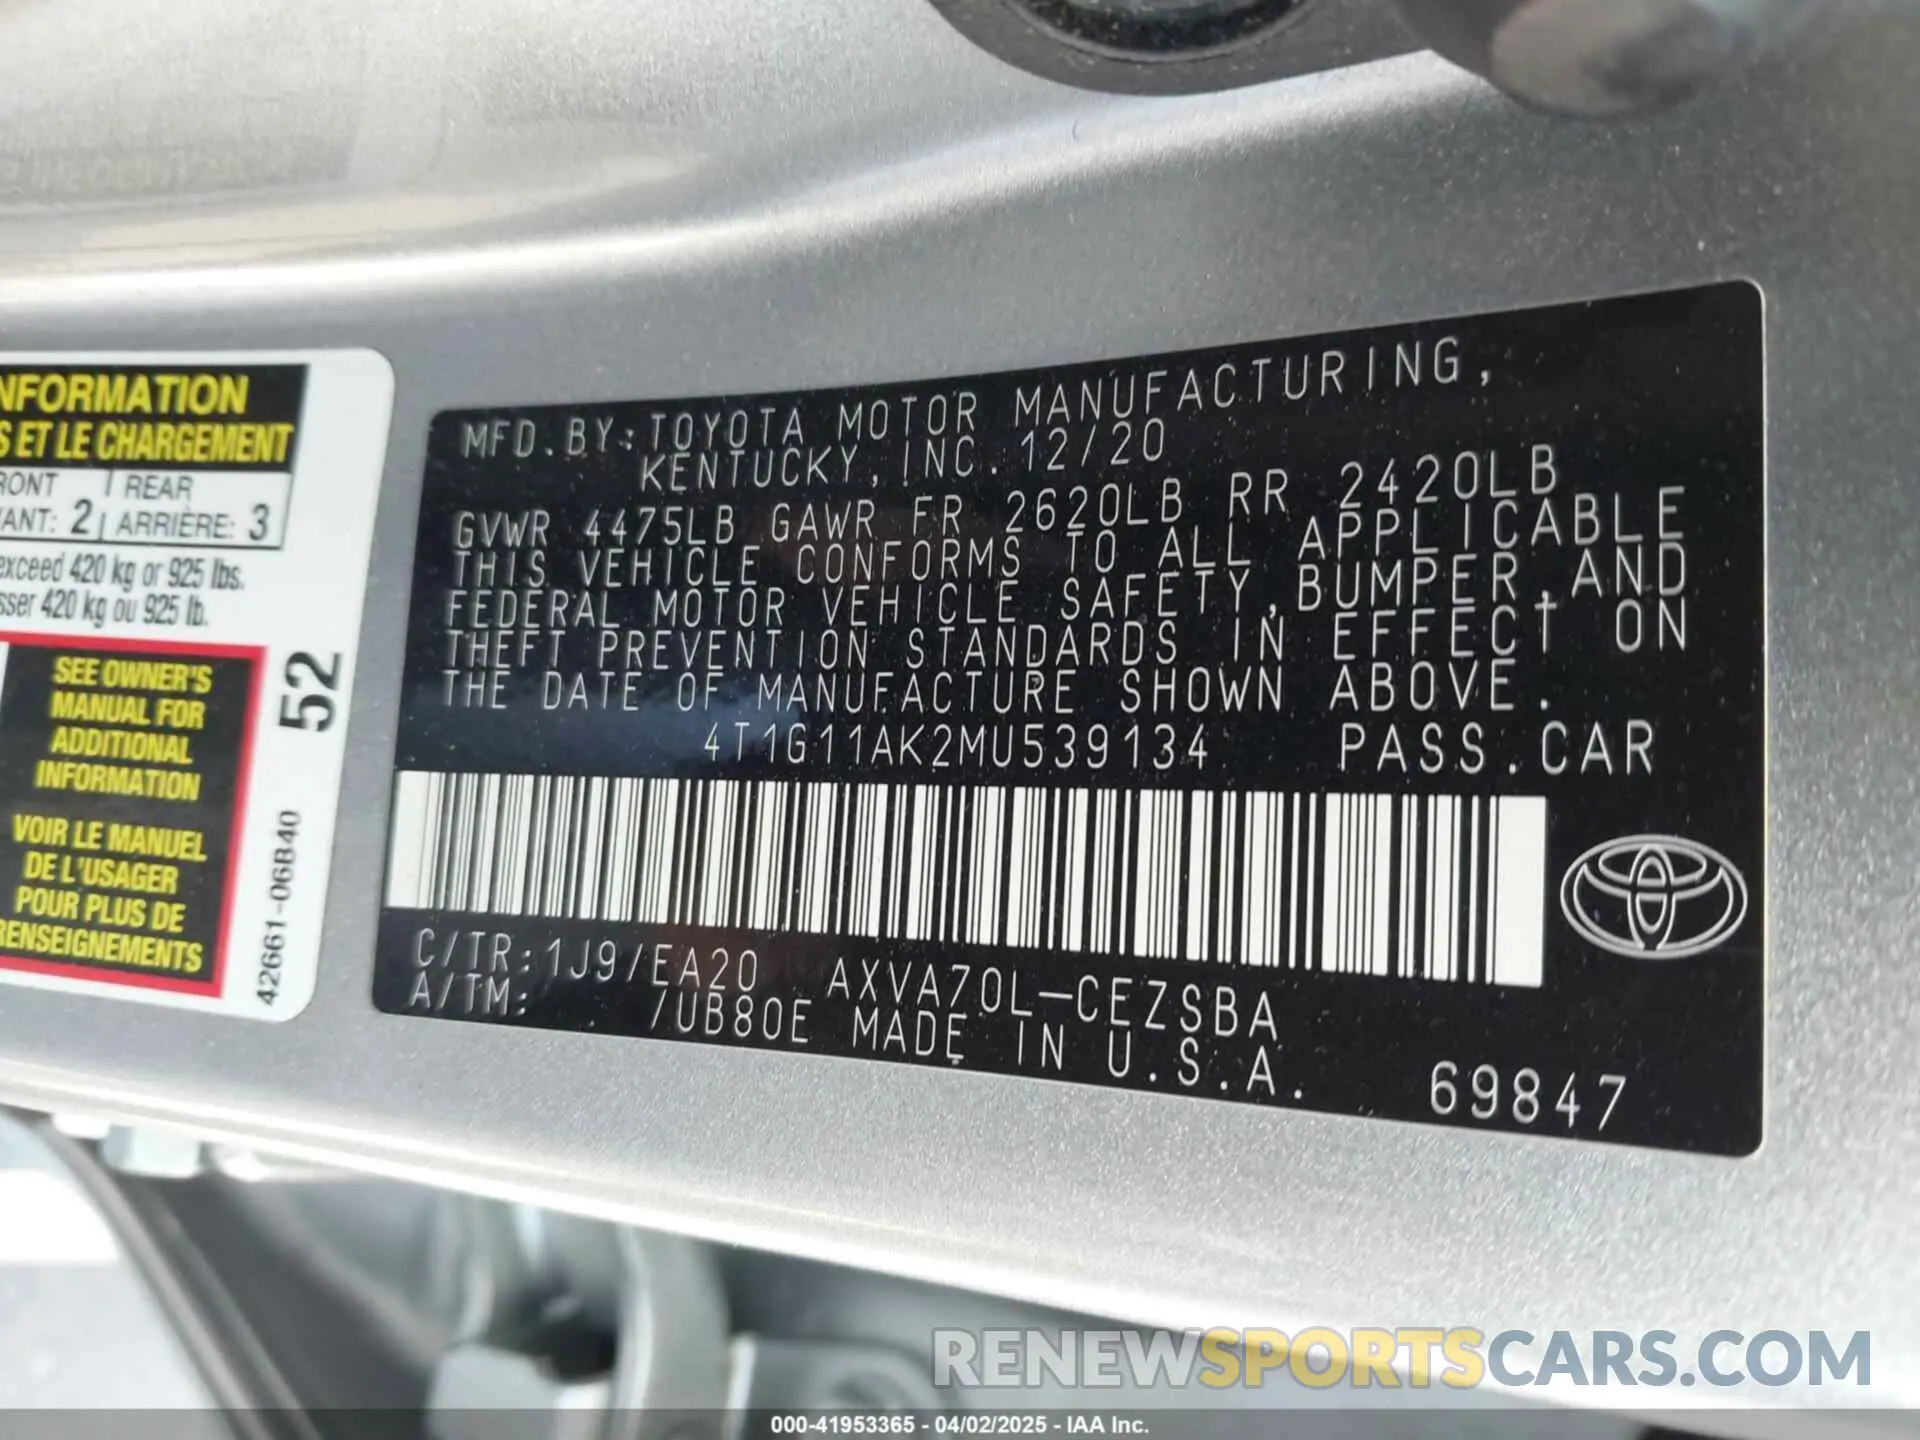 NFORMATION
S ET LE CHARGEMENT
RONT
REAR
VANT: 2
ARRIÈRE: 3
exceed 420 kg or 925 lbs.
sser 420 kg ou 925 lb.
SEE OWNER'S
MANUAL FOR
ADDITIONAL
INFORMATION
VOIR LE MANUEL
DE L'USAGER
POUR PLUS DE
RENSEIGNEMENTS
52
42661-06B40
MFD.BY:TOYOTA MOTOR MANUFACTURING,
KENTUCKY, INC. 12/20
GVWR 4475LB GAWR FR 2620LB RR 2420LB
THIS VEHICLE CONFORMS TO ALL APPLICABLE
FEDERAL MOTOR VEHICLE SAFETY,BUMPER,AND
THEFT PREVENTION STANDARDS IN EFFECT ON
THE DATE OF MANUFACTURE SHOWN ABOVE.
4T1G11AK2MU539134 PASS.CAR
C/TR:1J9/EA20 AXVA70L-CEZSBA
A/TM: /UB80E MADE IN U.S.A.
69847
RENEWSPORTSCARS.COM
000-41953365 - 04/02/2025 - IAA Inc.